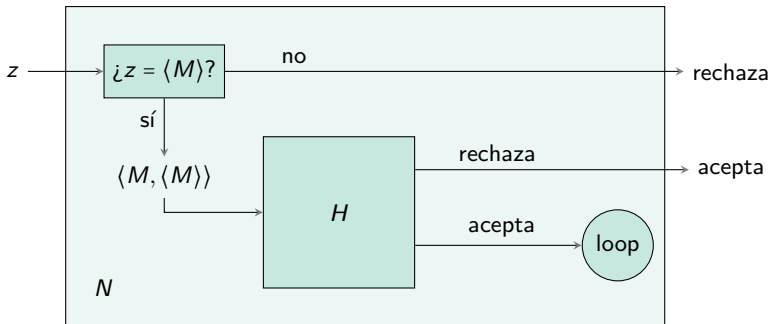 z
¿z = ⟨M⟩?
no
rechaza
sí
⟨M, ⟨M⟩⟩
rechaza
acepta
H
acepta
loop
N